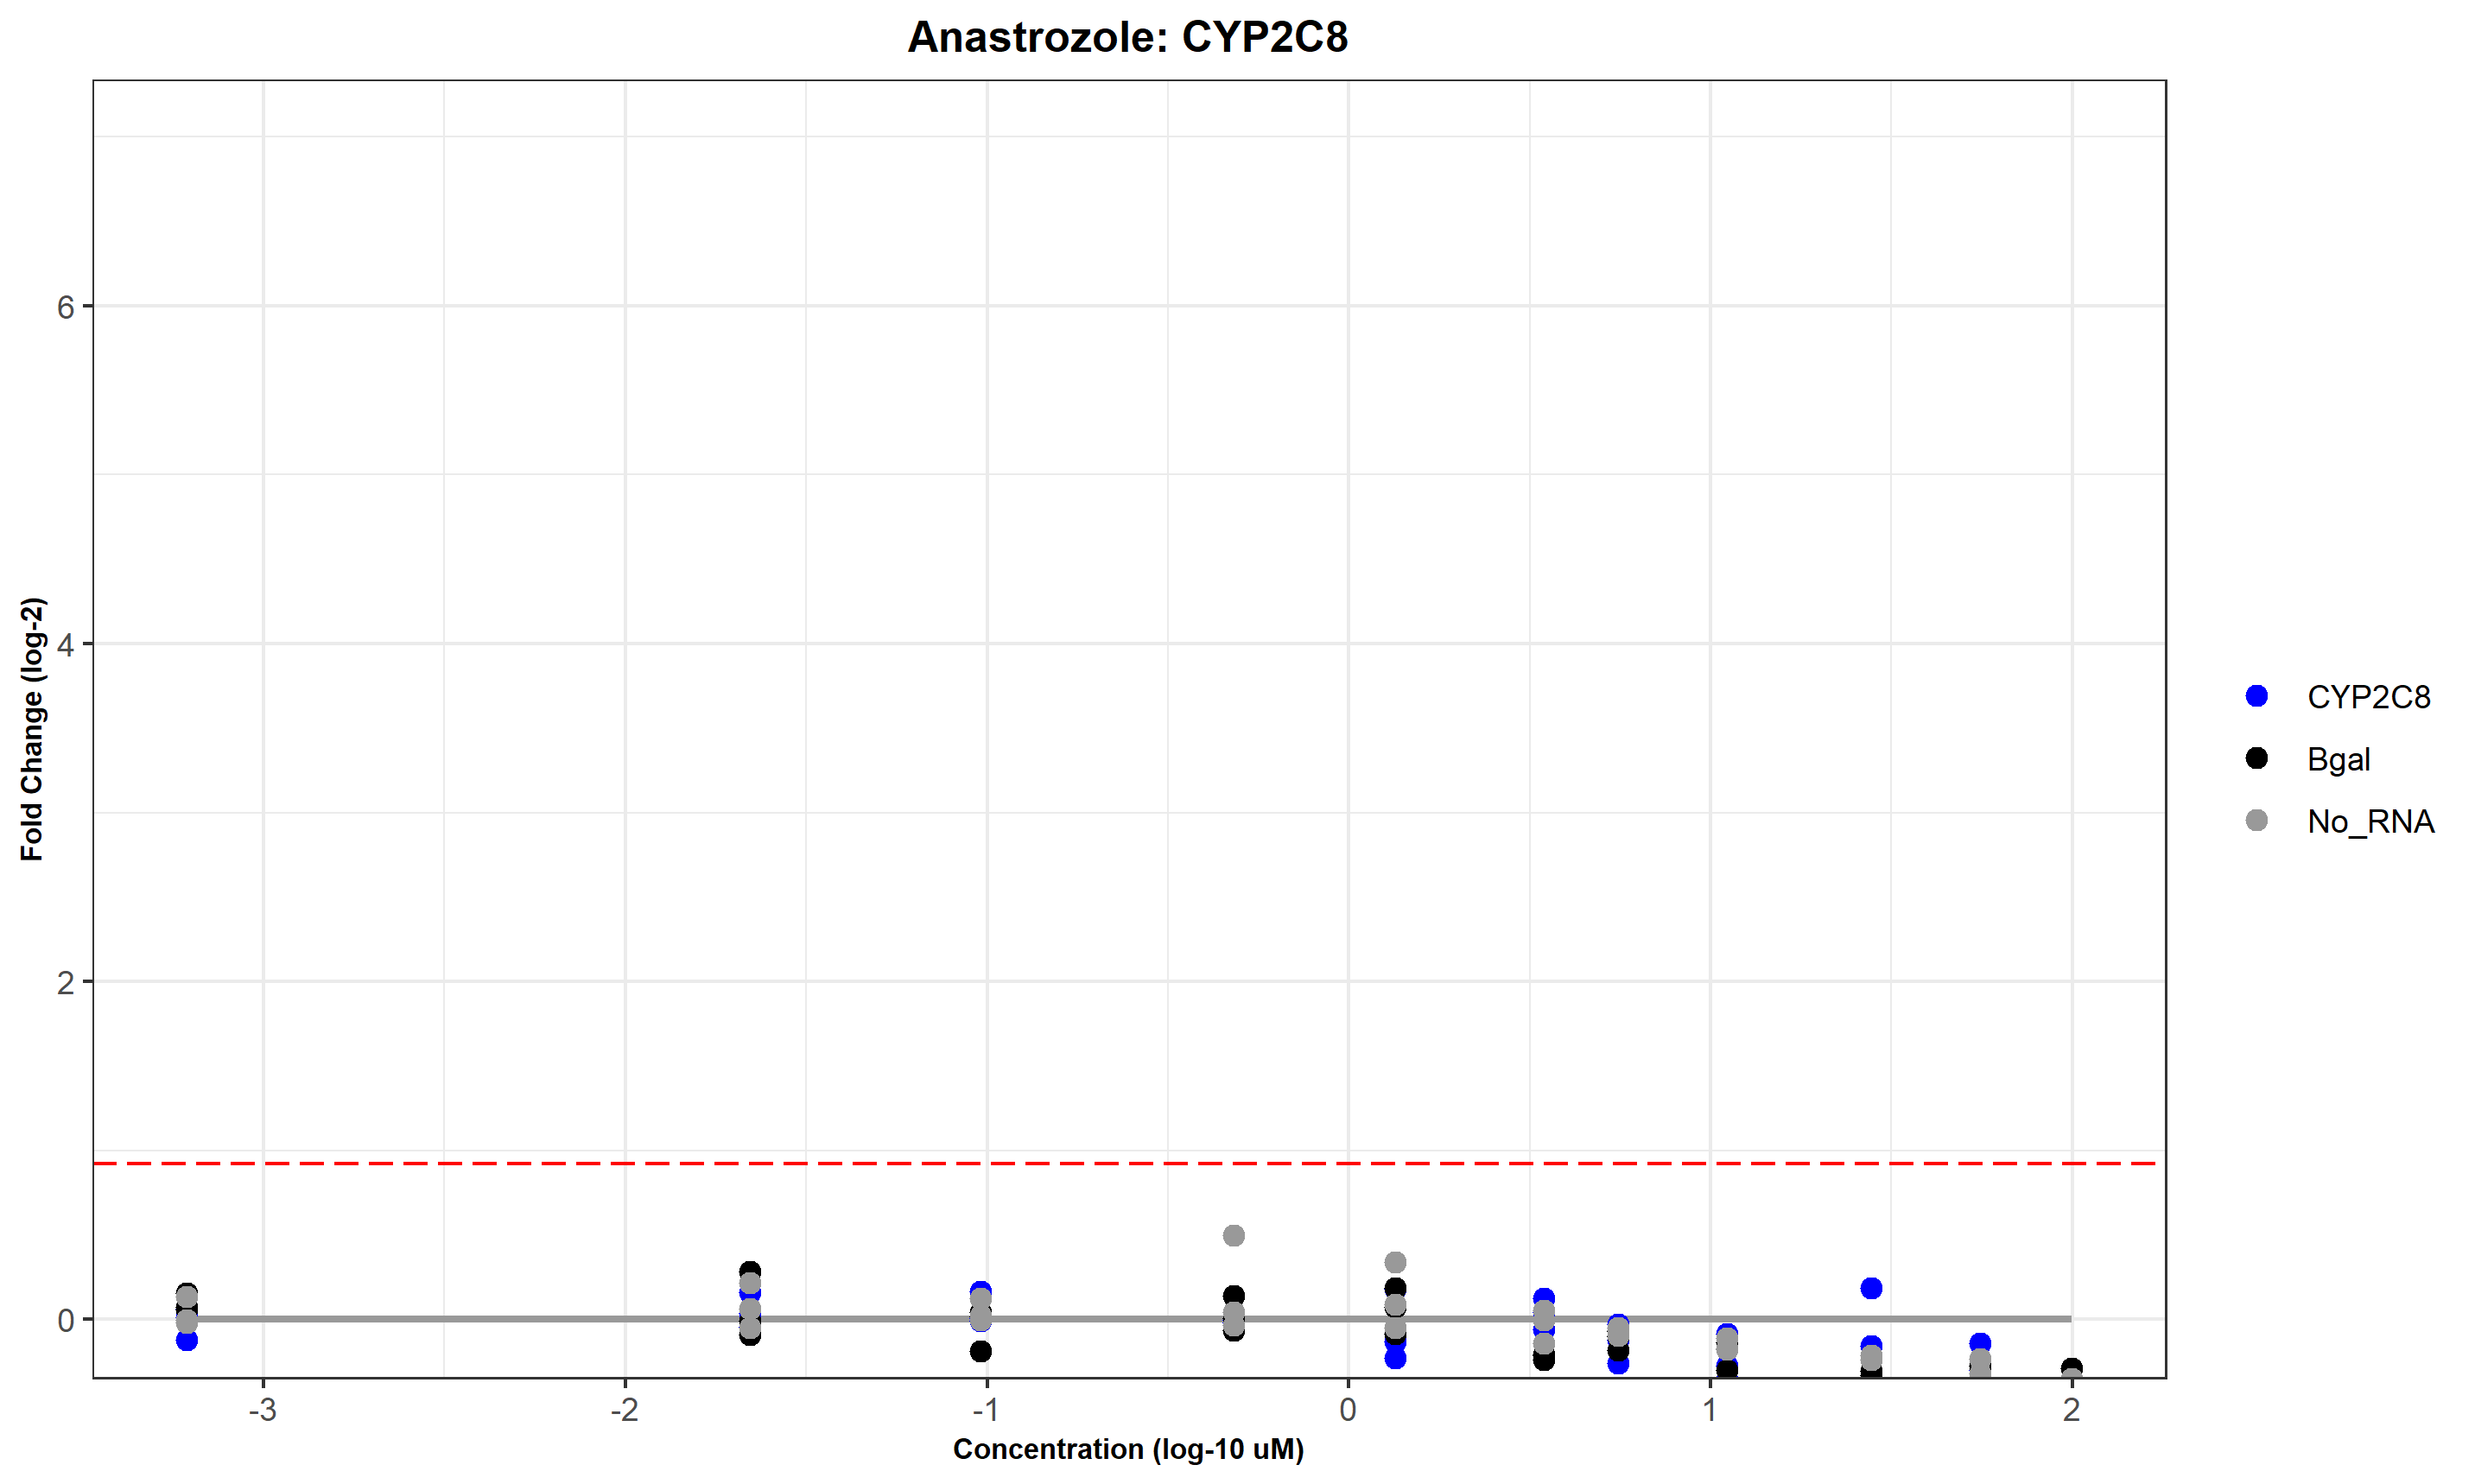 Anastrozole: CYP2C8
Fold Change (log-2)
6
4
2
0
-3
-2
-1
0
1
2
Concentration (log-10 uM)
CYP2C8
Bgal
No_RNA